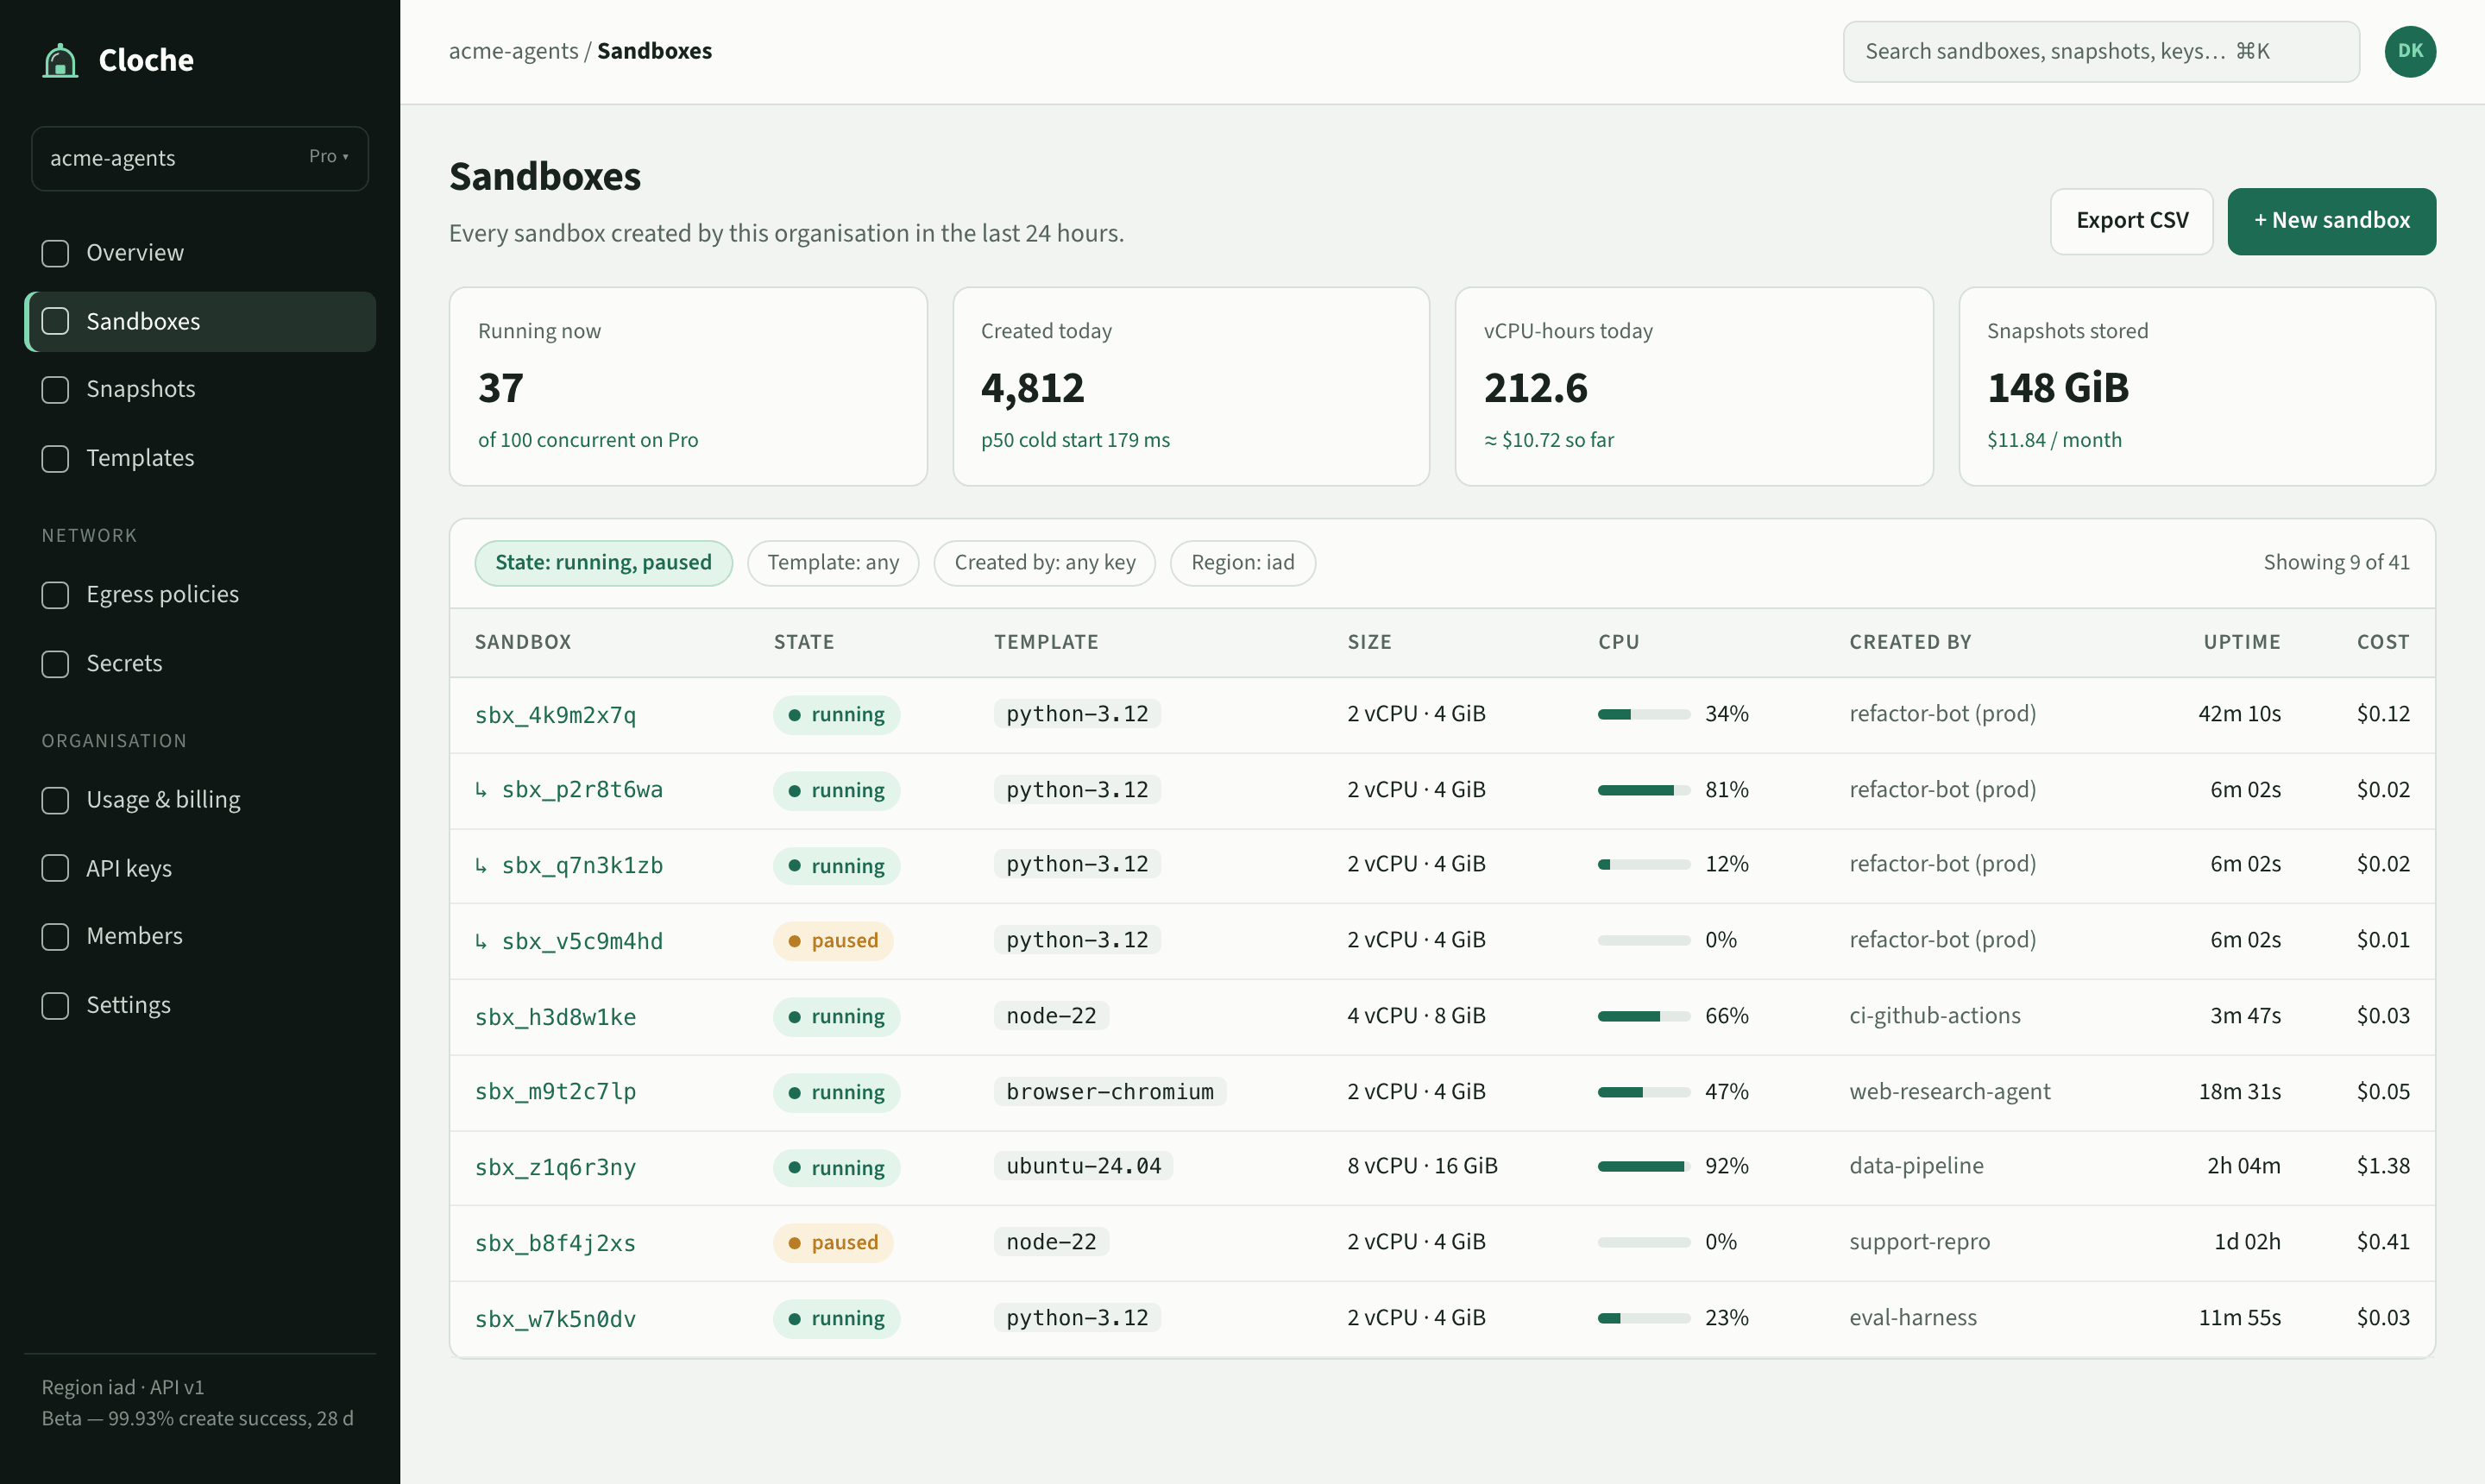 Cloche
acme-agents Pro ▾
Overview
Sandboxes
Snapshots
Templates
NETWORK
Egress policies
Secrets
ORGANISATION
Usage & billing
API keys
Members
Settings
Region iad · API v1
Beta — 99.93% create success, 28 d
acme-agents / Sandboxes
Search sandboxes, snapshots, keys… ⌘K
DK
Sandboxes
Every sandbox created by this organisation in the last 24 hours.
Export CSV
+ New sandbox
Running now
37
of 100 concurrent on Pro
Created today
4,812
p50 cold start 179 ms
vCPU-hours today
212.6
≈ $10.72 so far
Snapshots stored
148 GiB
$11.84 / month
State: running, paused Template: any Created by: any key Region: iad Showing 9 of 41
SANDBOX STATE TEMPLATE SIZE CPU CREATED BY UPTIME COST
sbx_4k9m2x7q running python-3.12 2 vCPU · 4 GiB 34% refactor-bot (prod) 42m 10s $0.12
↳ sbx_p2r8t6wa running python-3.12 2 vCPU · 4 GiB 81% refactor-bot (prod) 6m 02s $0.02
↳ sbx_q7n3k1zb running python-3.12 2 vCPU · 4 GiB 12% refactor-bot (prod) 6m 02s $0.02
↳ sbx_v5c9m4hd paused python-3.12 2 vCPU · 4 GiB 0% refactor-bot (prod) 6m 02s $0.01
sbx_h3d8w1ke running node-22 4 vCPU · 8 GiB 66% ci-github-actions 3m 47s $0.03
sbx_m9t2c7lp running browser-chromium 2 vCPU · 4 GiB 47% web-research-agent 18m 31s $0.05
sbx_z1q6r3ny running ubuntu-24.04 8 vCPU · 16 GiB 92% data-pipeline 2h 04m $1.38
sbx_b8f4j2xs paused node-22 2 vCPU · 4 GiB 0% support-repro 1d 02h $0.41
sbx_w7k5n0dv running python-3.12 2 vCPU · 4 GiB 23% eval-harness 11m 55s $0.03